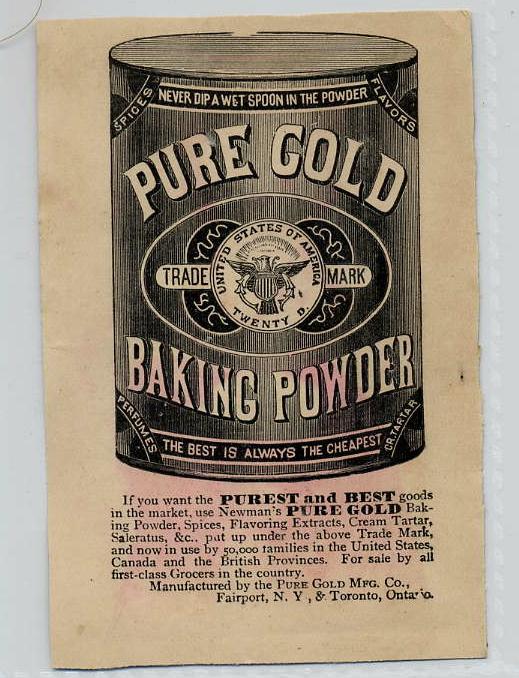 NEVER DIP A WET SPOON IN THE POWDER
SPICES
FLAVORS
PURE GOLD
UNITED STATES OF AMERICA
TRADE MARK
TWENTY D.
BAKING POWDER
PERFUMES
CR. TARTAR
THE BEST IS ALWAYS THE CHEAPEST
If you want the PUREST and BEST goods
in the market, use Newman's PURE GOLD Bak-
ing Powder, Spices, Flavoring Extracts, Cream Tartar,
Saleratus, &c., put up under the above Trade Mark,
and now in use by 50,000 families in the United States,
Canada and the British Provinces. For sale by all
first-class Grocers in the country.
Manufactured by the PURE GOLD MFG. CO.,
Fairport, N. Y , & Toronto, Ontario.